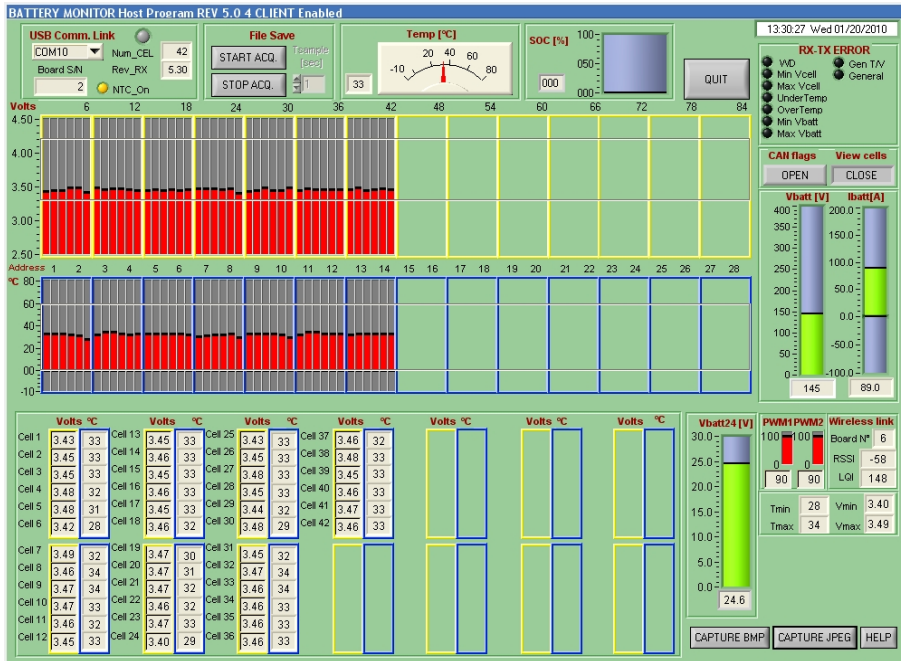 BATTERY MONITOR Host Program REV 5.0 4 CLIENT Enabled
13:30:27 Wed 01/20/2010
USB Comm. Link
COM10
Num_CEL 42
Board S/N
Rev_RX 5.30
2
NTC_On
File Save
START ACQ.
STOP ACQ.
Tsample [sec]
1
Temp [ºC]
-10 20 40 60 80
33
SOC [%]
100
000
000
QUIT
RX-TX ERROR
WD
Min Vcell
Max Vcell
UnderTemp
OverTemp
Min Vbatt
Max Vbatt
Gen T/V
General
CAN flags View cells
OPEN CLOSE
Volts 6 12 18 24 30 36 42 48 54 60 66 72 78 84
4.50
4.00
3.50
3.00
2.50
Address 1 2 3 4 5 6 7 8 9 10 11 12 13 14 15 16 17 18 19 20 21 22 23 24 25 26 27 28
ºC 80
60
40
20
00
-10
Vbatt [V] Ibatt[A]
400 350 300 250 200 150 100 50 0
200.0 150.0 100.0 50.0 0.0 -50.0 -100.0
145 89.0
Volts ºC Volts ºC Volts ºC Volts ºC Volts ºC Volts ºC Volts ºC
Cell 1 3.43 33 Cell 13 3.45 33 Cell 25 3.43 33 Cell 37 3.46 32
Cell 2 3.45 33 Cell 14 3.46 33 Cell 26 3.45 33 Cell 38 3.48 33
Cell 3 3.45 33 Cell 15 3.45 33 Cell 27 3.45 33 Cell 39 3.45 33
Cell 4 3.48 32 Cell 16 3.46 33 Cell 28 3.49 33 Cell 40 3.46 33
Cell 5 3.48 31 Cell 17 3.45 33 Cell 29 3.44 32 Cell 41 3.47 33
Cell 6 3.42 28 Cell 18 3.46 32 Cell 30 3.48 29 Cell 42 3.46 33
Cell 7 3.49 32 Cell 19 3.47 30 Cell 31 3.45 32
Cell 8 3.46 34 Cell 20 3.47 31 Cell 32 3.47 34
Cell 9 3.47 34 Cell 21 3.47 32 Cell 33 3.46 34
Cell 10 3.47 33 Cell 22 3.46 32 Cell 34 3.46 33
Cell 11 3.46 32 Cell 23 3.47 33 Cell 35 3.46 33
Cell 12 3.45 33 Cell 24 3.40 29 Cell 36 3.46 33
Vbatt24 [V]
30.0
25.0
20.0
15.0
10.0
5.0
0.0
24.6
PWM1 PWM2
100 100
0 0
90 90
Wireless link
Board Nº 6
RSSI -58
LQI 148
Tmin 28 Vmin 3.40
Tmax 34 Vmax 3.49
CAPTURE BMP CAPTURE JPEG HELP